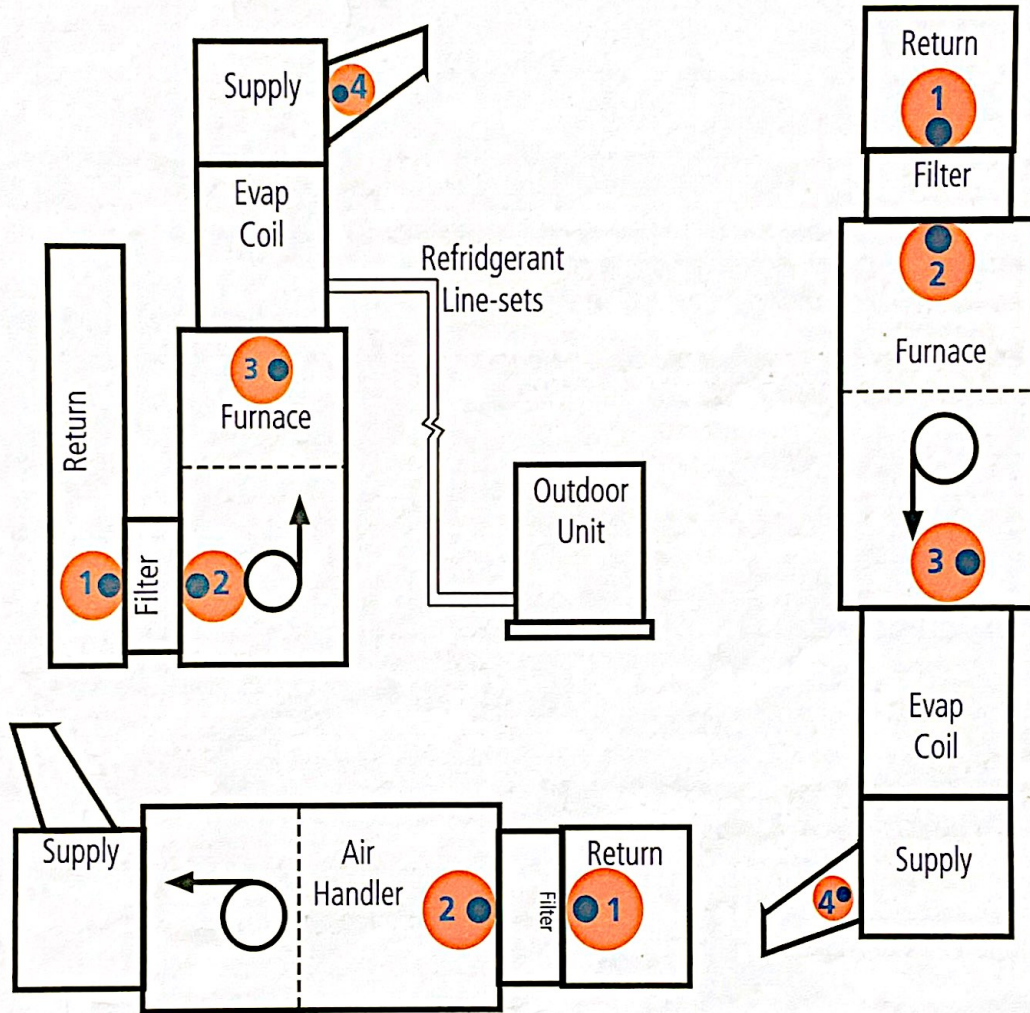 Supply
4
Evap
Coil
Refridgerant
Line-sets
3
Furnace
Return
1
Filter
2
Outdoor
Unit
Return
1
Filter
2
Furnace
3
Evap
Coil
Supply
4
Supply
Air
Handler
2
Filter
1
Return